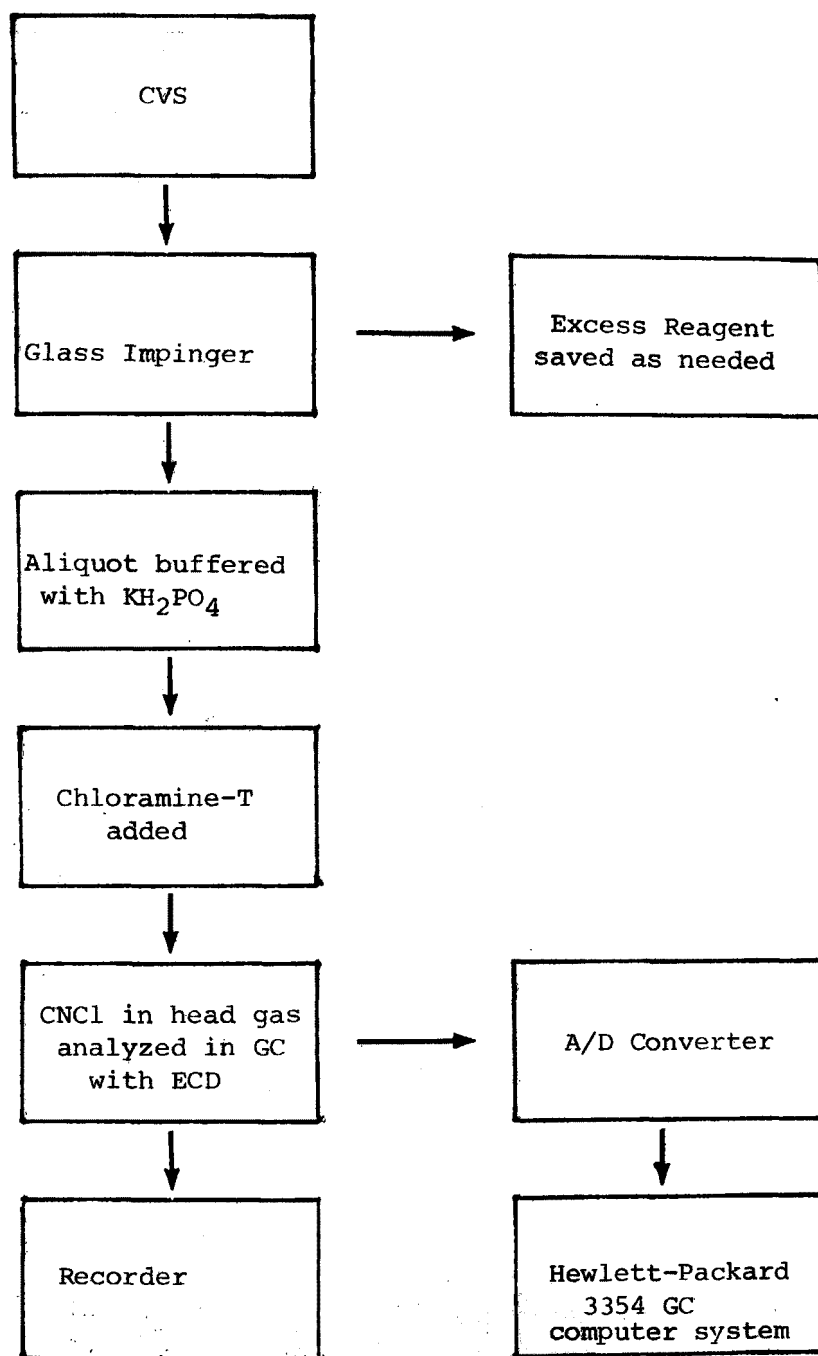 CVS
Glass Impinger
Excess Reagent
saved as needed
Aliquot buffered
with KH₂PO₄
Chloramine-T
added
CNCl in head gas
analyzed in GC
with ECD
A/D Converter
Recorder
Hewlett-Packard
3354 GC
computer system